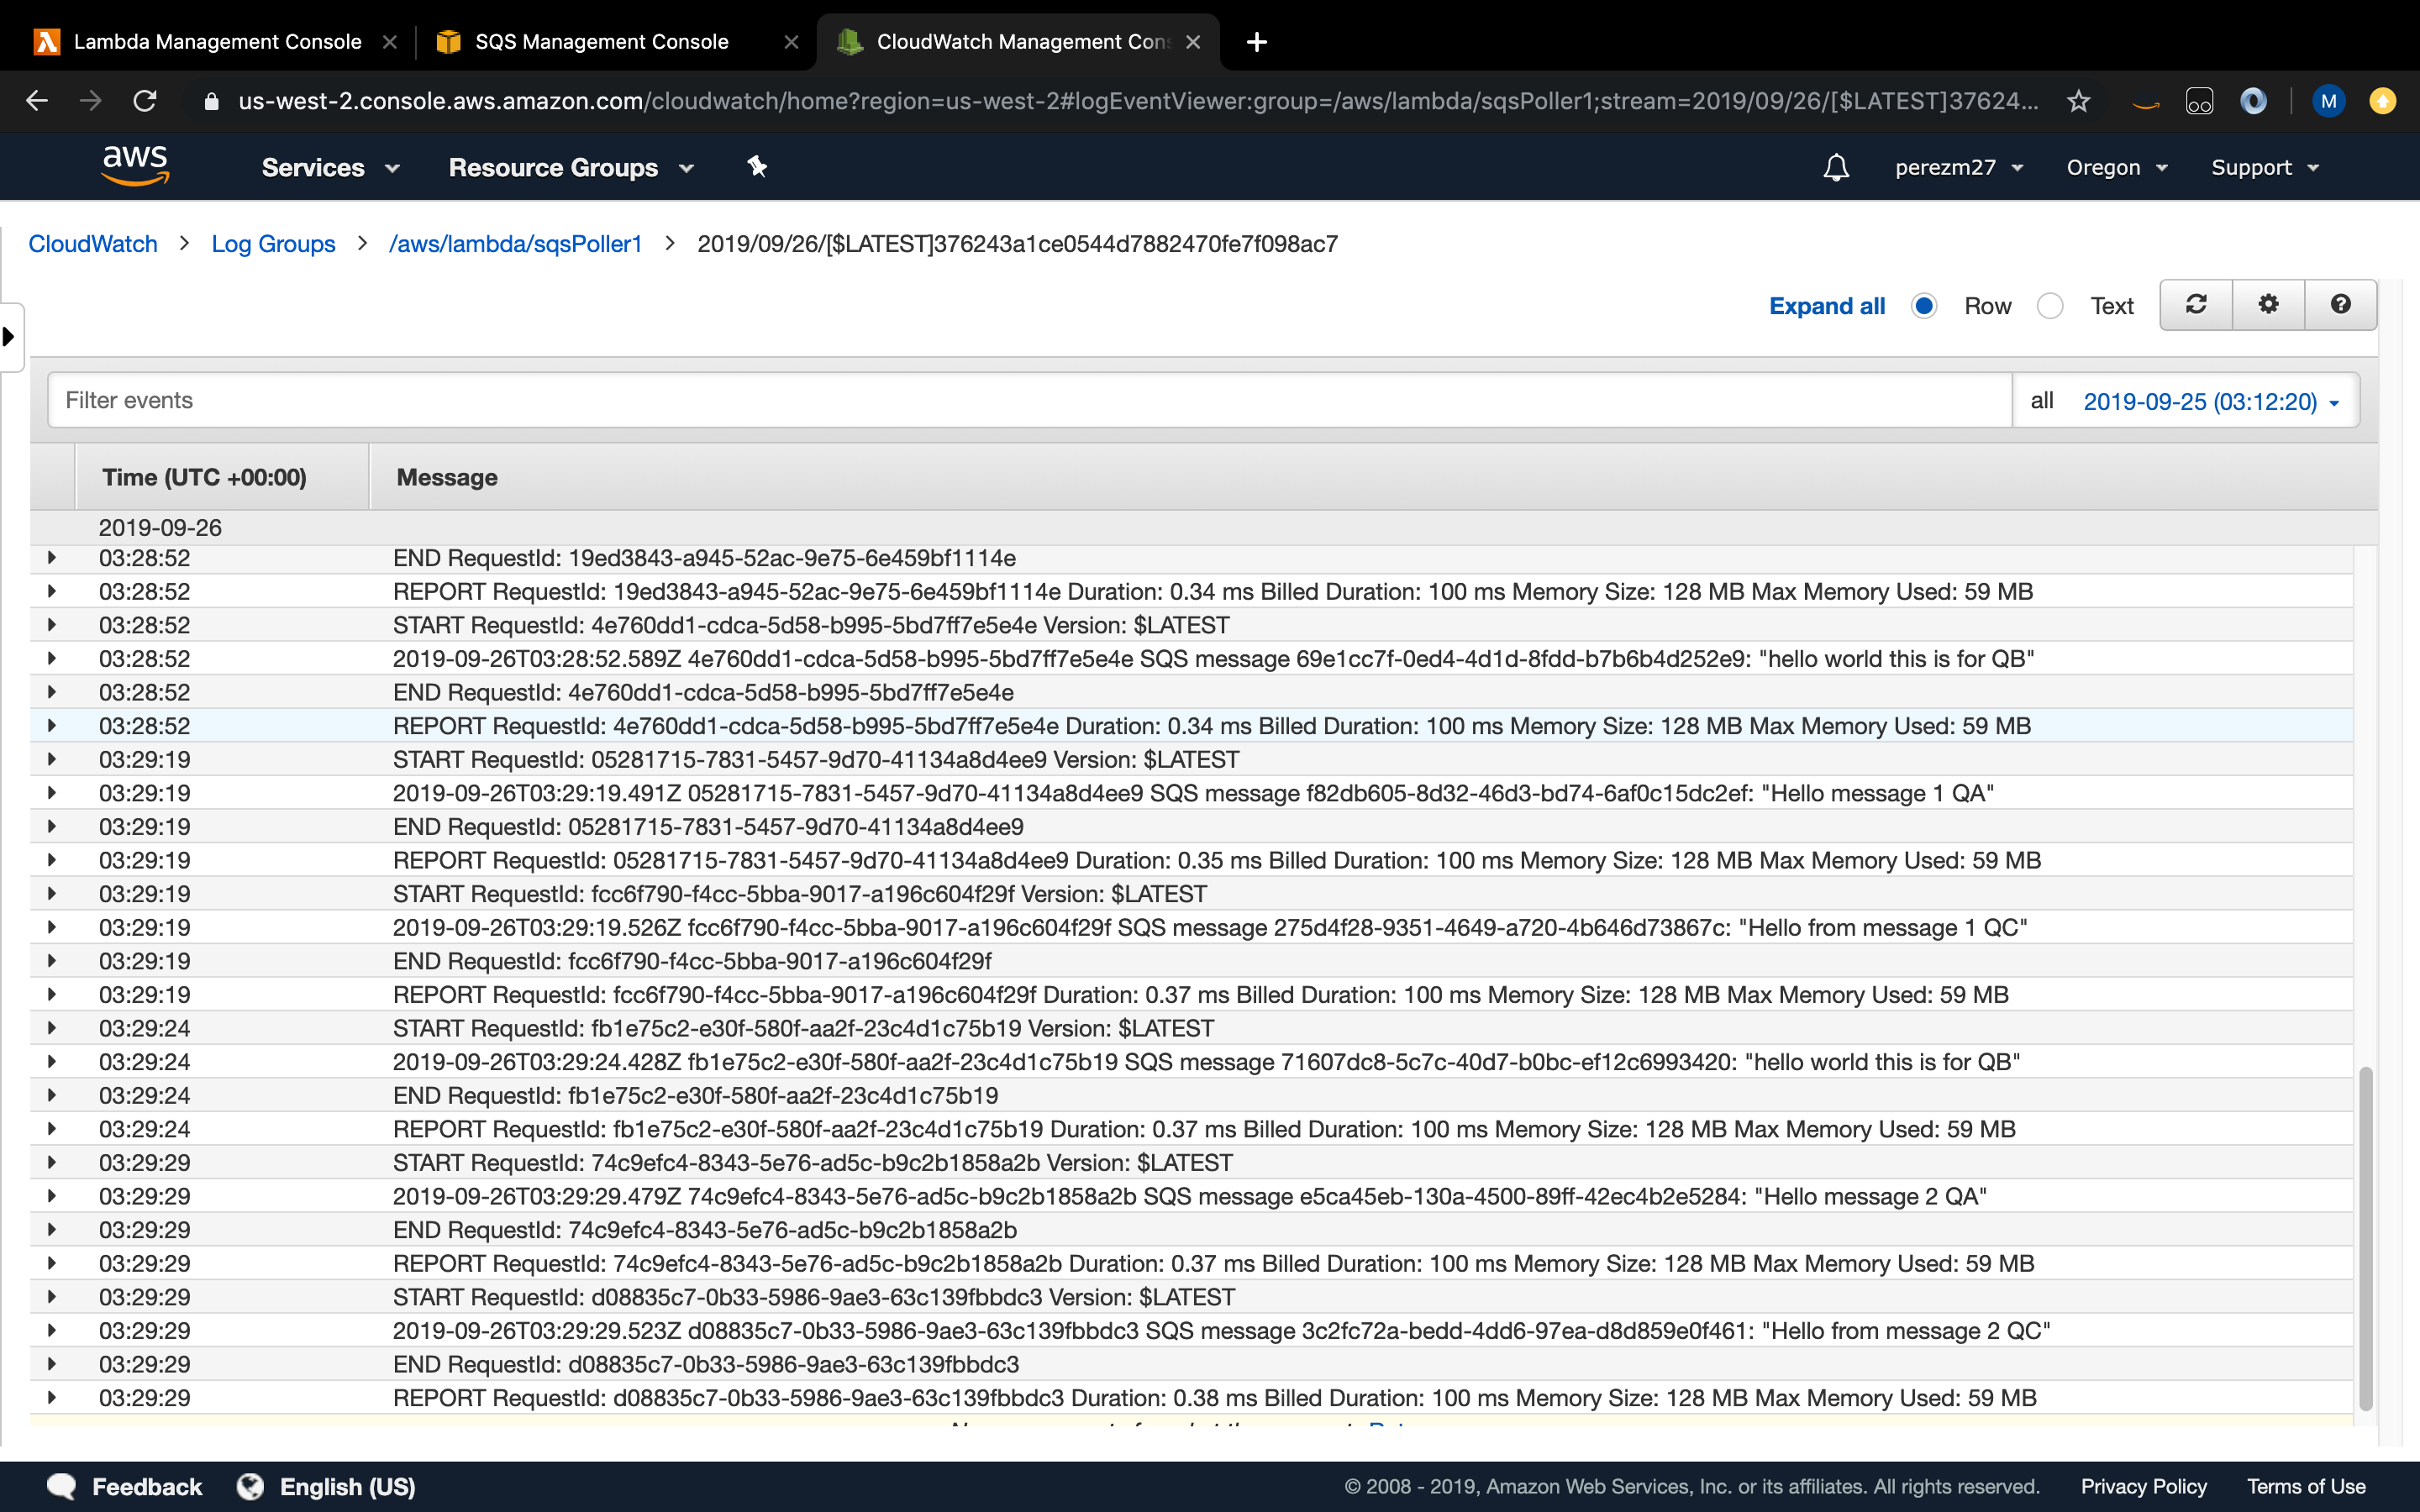 Lambda Management Console
SQS Management Console
CloudWatch Management Cons
us-west-2.console.aws.amazon.com/cloudwatch/home?region=us-west-2#logEventViewer:group=/aws/lambda/sqsPoller1;stream=2019/09/26/[$LATEST]37624...
M
aws
Services
Resource Groups
perezm27
Oregon
Support
CloudWatch > Log Groups > /aws/lambda/sqsPoller1 > 2019/09/26/[$LATEST]376243a1ce0544d7882470fe7f098ac7
Expand all Row Text
Filter events
all 2019-09-25 (03:12:20)
Time (UTC +00:00) Message
2019-09-26
03:28:52 END RequestId: 19ed3843-a945-52ac-9e75-6e459bf1114e
03:28:52 REPORT RequestId: 19ed3843-a945-52ac-9e75-6e459bf1114e Duration: 0.34 ms Billed Duration: 100 ms Memory Size: 128 MB Max Memory Used: 59 MB
03:28:52 START RequestId: 4e760dd1-cdca-5d58-b995-5bd7ff7e5e4e Version: $LATEST
03:28:52 2019-09-26T03:28:52.589Z 4e760dd1-cdca-5d58-b995-5bd7ff7e5e4e SQS message 69e1cc7f-0ed4-4d1d-8fdd-b7b6b4d252e9: "hello world this is for QB"
03:28:52 END RequestId: 4e760dd1-cdca-5d58-b995-5bd7ff7e5e4e
03:28:52 REPORT RequestId: 4e760dd1-cdca-5d58-b995-5bd7ff7e5e4e Duration: 0.34 ms Billed Duration: 100 ms Memory Size: 128 MB Max Memory Used: 59 MB
03:29:19 START RequestId: 05281715-7831-5457-9d70-41134a8d4ee9 Version: $LATEST
03:29:19 2019-09-26T03:29:19.491Z 05281715-7831-5457-9d70-41134a8d4ee9 SQS message f82db605-8d32-46d3-bd74-6af0c15dc2ef: "Hello message 1 QA"
03:29:19 END RequestId: 05281715-7831-5457-9d70-41134a8d4ee9
03:29:19 REPORT RequestId: 05281715-7831-5457-9d70-41134a8d4ee9 Duration: 0.35 ms Billed Duration: 100 ms Memory Size: 128 MB Max Memory Used: 59 MB
03:29:19 START RequestId: fcc6f790-f4cc-5bba-9017-a196c604f29f Version: $LATEST
03:29:19 2019-09-26T03:29:19.526Z fcc6f790-f4cc-5bba-9017-a196c604f29f SQS message 275d4f28-9351-4649-a720-4b646d73867c: "Hello from message 1 QC"
03:29:19 END RequestId: fcc6f790-f4cc-5bba-9017-a196c604f29f
03:29:19 REPORT RequestId: fcc6f790-f4cc-5bba-9017-a196c604f29f Duration: 0.37 ms Billed Duration: 100 ms Memory Size: 128 MB Max Memory Used: 59 MB
03:29:24 START RequestId: fb1e75c2-e30f-580f-aa2f-23c4d1c75b19 Version: $LATEST
03:29:24 2019-09-26T03:29:24.428Z fb1e75c2-e30f-580f-aa2f-23c4d1c75b19 SQS message 71607dc8-5c7c-40d7-b0bc-ef12c6993420: "hello world this is for QB"
03:29:24 END RequestId: fb1e75c2-e30f-580f-aa2f-23c4d1c75b19
03:29:24 REPORT RequestId: fb1e75c2-e30f-580f-aa2f-23c4d1c75b19 Duration: 0.37 ms Billed Duration: 100 ms Memory Size: 128 MB Max Memory Used: 59 MB
03:29:29 START RequestId: 74c9efc4-8343-5e76-ad5c-b9c2b1858a2b Version: $LATEST
03:29:29 2019-09-26T03:29:29.479Z 74c9efc4-8343-5e76-ad5c-b9c2b1858a2b SQS message e5ca45eb-130a-4500-89ff-42ec4b2e5284: "Hello message 2 QA"
03:29:29 END RequestId: 74c9efc4-8343-5e76-ad5c-b9c2b1858a2b
03:29:29 REPORT RequestId: 74c9efc4-8343-5e76-ad5c-b9c2b1858a2b Duration: 0.37 ms Billed Duration: 100 ms Memory Size: 128 MB Max Memory Used: 59 MB
03:29:29 START RequestId: d08835c7-0b33-5986-9ae3-63c139fbbdc3 Version: $LATEST
03:29:29 2019-09-26T03:29:29.523Z d08835c7-0b33-5986-9ae3-63c139fbbdc3 SQS message 3c2fc72a-bedd-4dd6-97ea-d8d859e0f461: "Hello from message 2 QC"
03:29:29 END RequestId: d08835c7-0b33-5986-9ae3-63c139fbbdc3
03:29:29 REPORT RequestId: d08835c7-0b33-5986-9ae3-63c139fbbdc3 Duration: 0.38 ms Billed Duration: 100 ms Memory Size: 128 MB Max Memory Used: 59 MB
Feedback English (US) © 2008 - 2019, Amazon Web Services, Inc. or its affiliates. All rights reserved. Privacy Policy Terms of Use